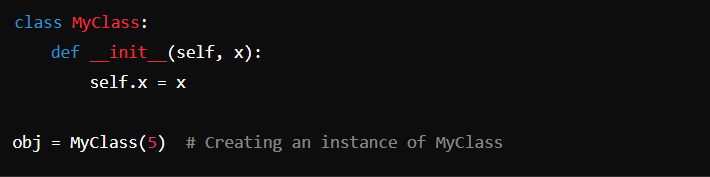 class MyClass:
    def __init__(self, x):
        self.x = x
obj = MyClass(5)  # Creating an instance of MyClass